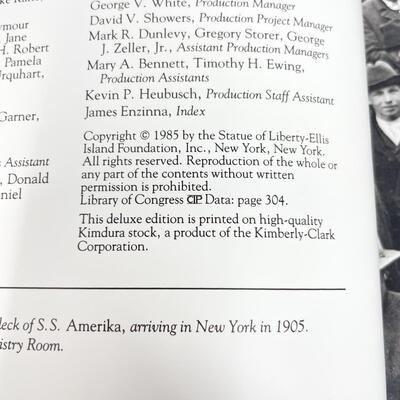 George V. White, Production Manager
David V. Showers, Production Project Manager
Mark R. Dunlevy, Gregory Storer, George
J. Zeller, Jr., Assistant Production Managers
Mary A. Bennett, Timothy H. Ewing,
Production Assistants
Kevin P. Heubusch, Production Staff Assistant
James Enzinna, Index
Copyright © 1985 by the Statue of Liberty-Ellis
Island Foundation, Inc., New York, New York.
All rights reserved. Reproduction of the whole or
any part of the contents without written
permission is prohibited.
Library of Congress CIP Data: page 304.
This deluxe edition is printed on high-quality
Kimdura stock, a product of the Kimberly-Clark
Corporation.
ymour
Jane
H. Robert
Pamela
Urquhart,
Garner,
Assistant
, Donald
niel
deck of S.S. Amerika, arriving in New York in 1905.
istry Room.